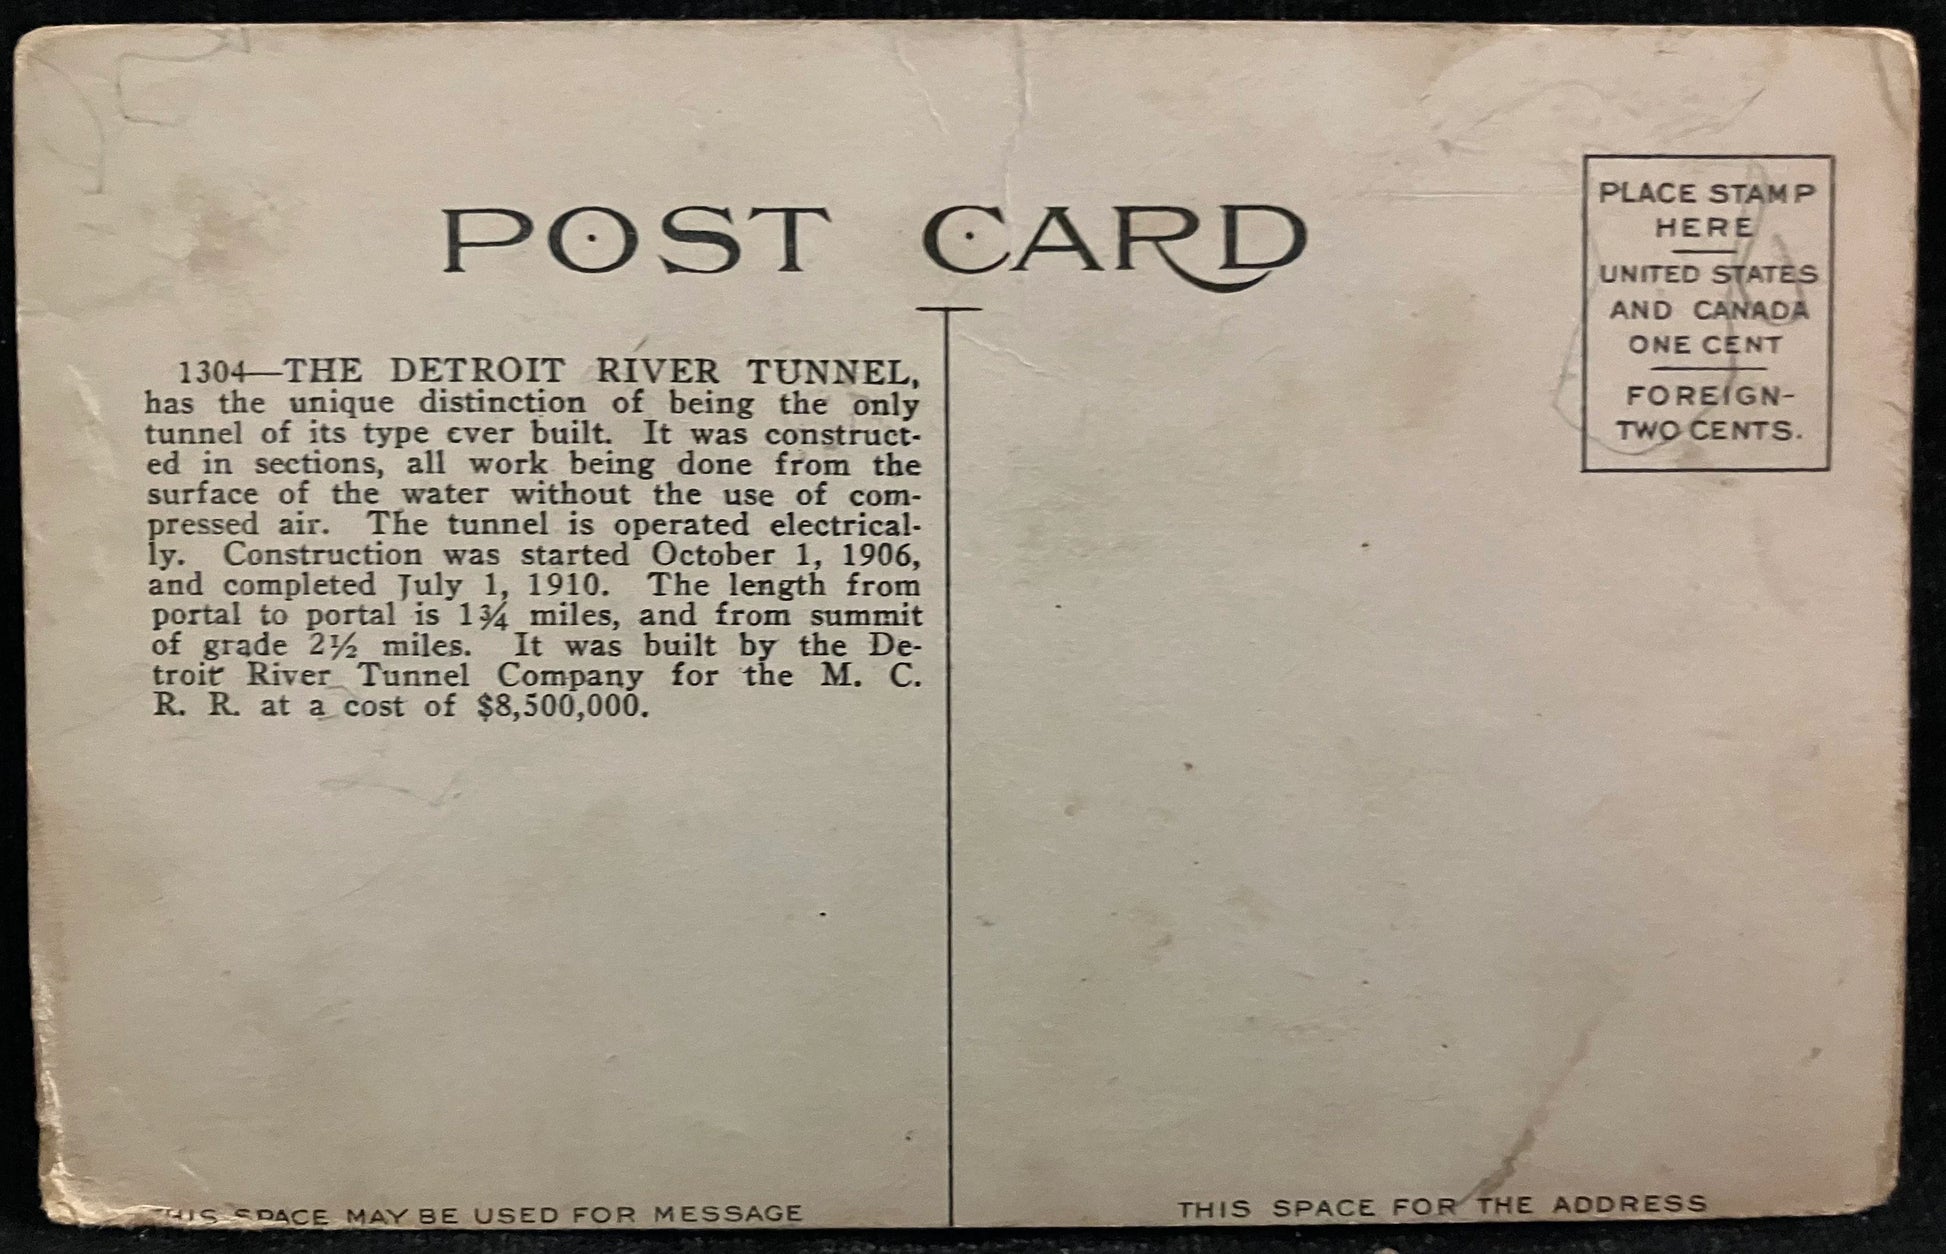 POST CARD
PLACE STAMP
HERE
UNITED STATES
AND CANADA
ONE CENT
FOREIGN-
TWO CENTS.
1304—THE DETROIT RIVER TUNNEL,
has the unique distinction of being the only
tunnel of its type ever built. It was construct-
ed in sections, all work being done from the
surface of the water without the use of com-
pressed air. The tunnel is operated electrical-
ly. Construction was started October 1, 1906,
and completed July 1, 1910. The length from
portal to portal is 1¾ miles, and from summit
of grade 2½ miles. It was built by the De-
troit River Tunnel Company for the M. C.
R. R. at a cost of $8,500,000.
THIS SPACE MAY BE USED FOR MESSAGE
THIS SPACE FOR THE ADDRESS